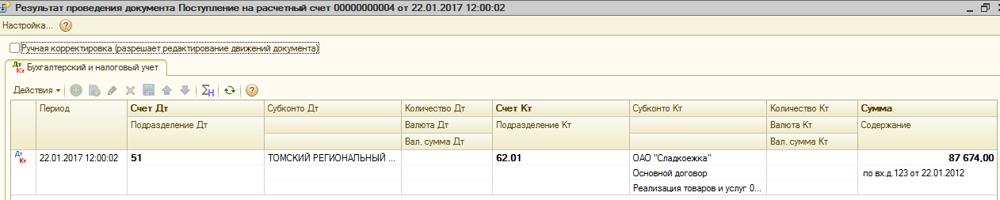 Результат проведения документа Поступление на расчетный счет 00000000004 от 22.01.2017 12:00:02
Настройка... ?
Ручная корректировка (разрешает редактирование движений документа)
Дт Кт Бухгалтерский и налоговый учет
Действия
Период Счет Дт Субконто Дт Количество Дт Счет Кт Субконто Кт Количество Кт Сумма
Подразделение Дт Валюта Дт Подразделение Кт Валюта Кт Содержание
Вал. сумма Дт Вал. сумма Кт
Дт Кт 22.01.2017 12:00:02 51 ТОМСКИЙ РЕГИОНАЛЬНЫЙ ... 62.01 ОАО "Сладкоежка" 87 674,00
Основной договор по вх.д.123 от 22.01.2012
Реализация товаров и услуг 0...